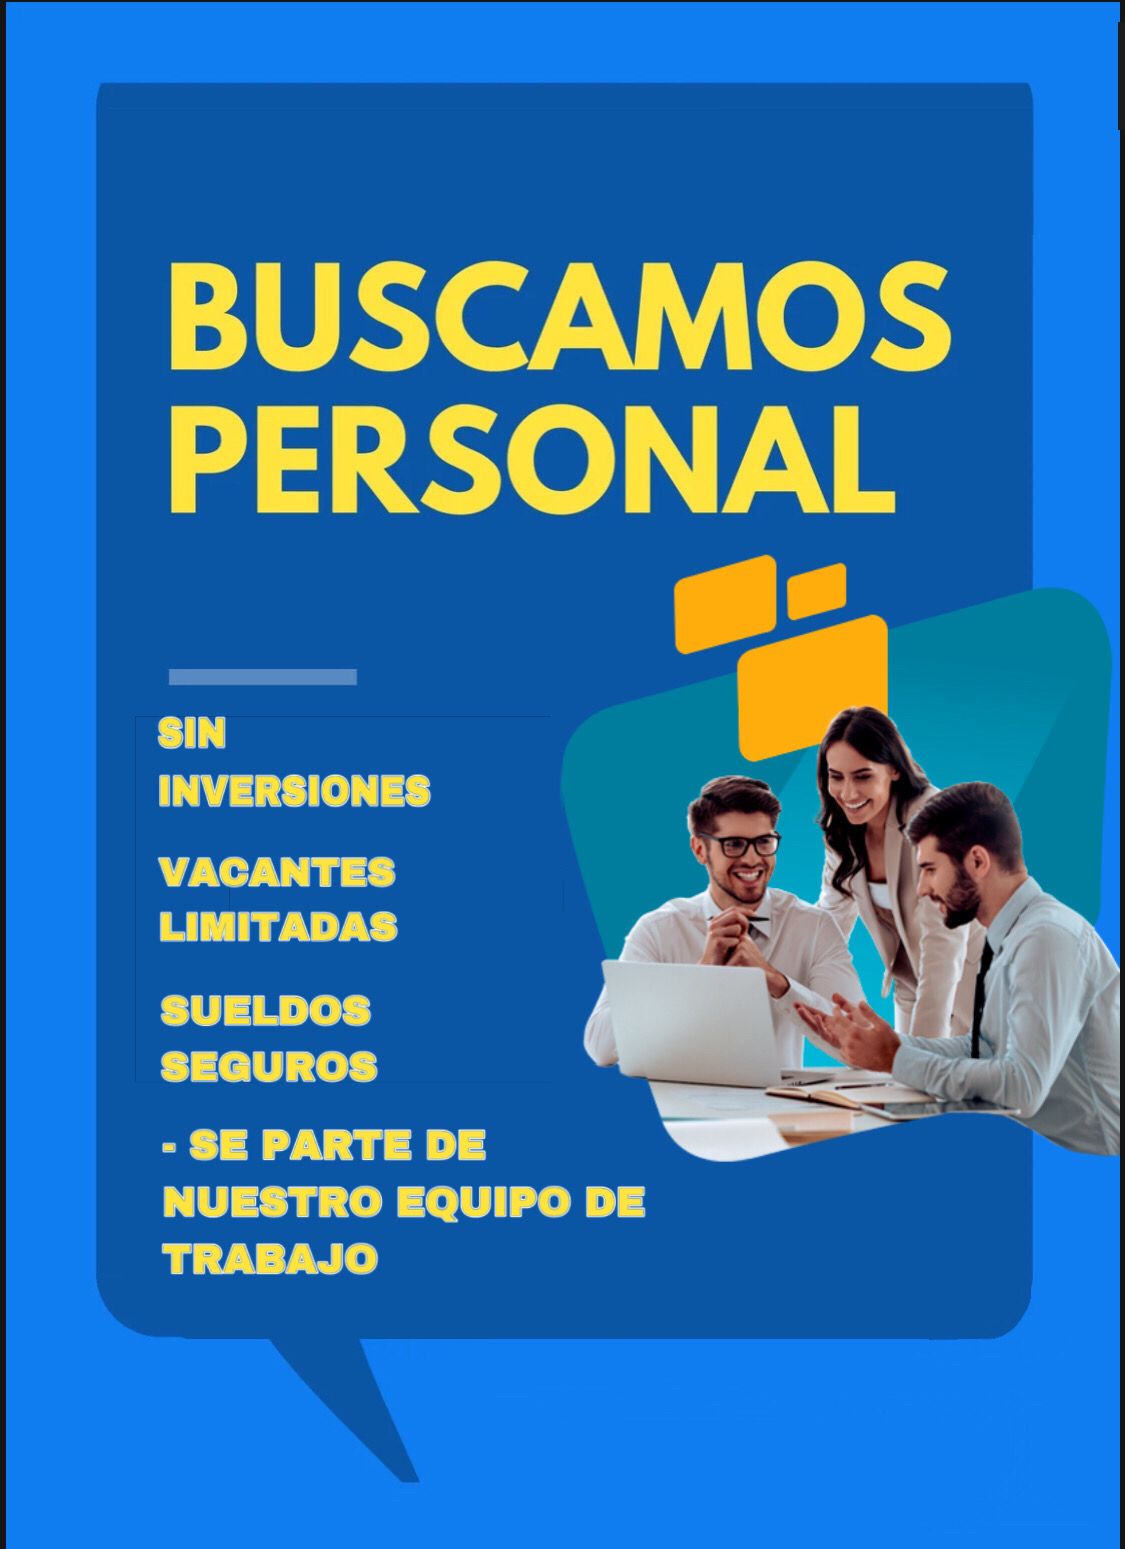 BUSCAMOS
PERSONAL
SIN
INVERSIONES
VACANTES
LIMITADAS
SUELDOS
SEGUROS
- SE PARTE DE
NUESTRO EQUIPO DE
TRABAJO